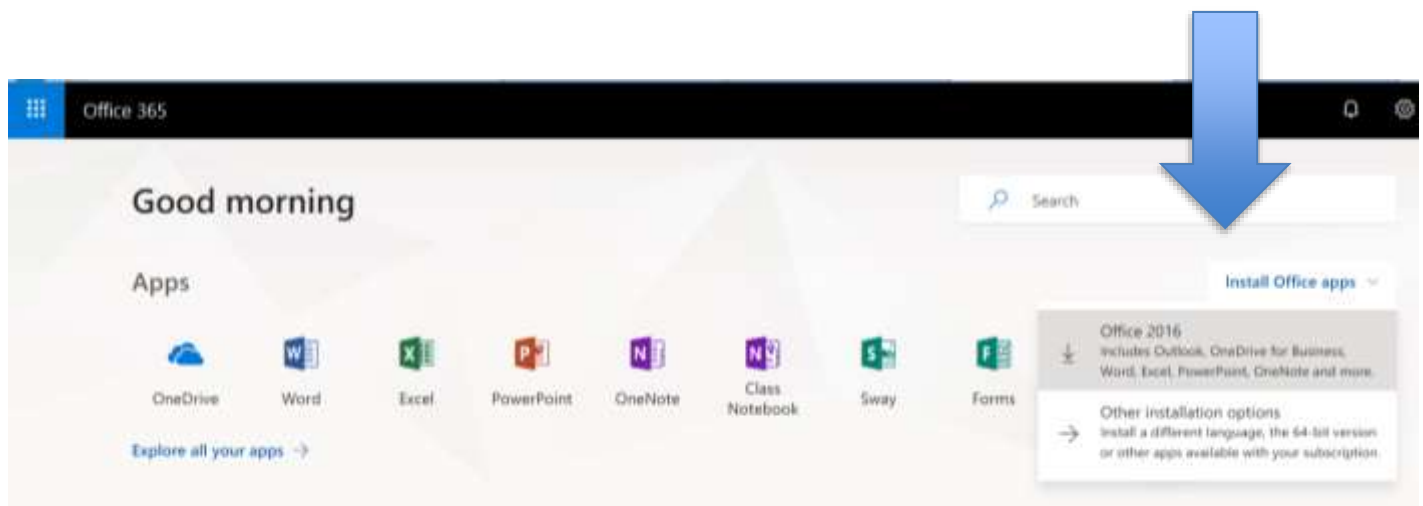 Office 365
Good morning
Search
Apps
Install Office apps
OneDrive
Word
Excel
PowerPoint
OneNote
Class
Notebook
Sway
Forms
Office 2016
Includes Outlook, OneDrive for Business,
Word, Excel, PowerPoint, OneNote and more.
Other installation options
Install a different language, the 64-bit version
or other apps available with your subscription
Explore all your apps →